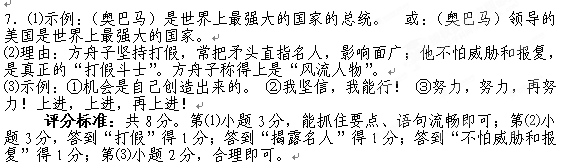 7．(1)示例：（奥巴马）是世界上最强大的国家的总统。　或：（奥巴马）领导的
美国是世界上最强大的国家。
(2)理由：方舟子坚持打假，常把矛头直指名人，影响面广；他不怕威胁和报复，
是真正的“打假斗士”。方舟子称得上是“风流人物”。
(3)示例：①机会是自己创造出来的。 ②我坚信，我能行！ ③努力，努力，再努
力！上进，上进，再上进！
评分标准：共 8 分。第(1)小题 3 分，能抓住要点、语句流畅即可；第(2)小
题 3 分，答到“打假”得 1 分；答到“揭露名人”得 1 分；答到“不怕威胁和报
复”得 1 分；第(3)小题 2 分，合理即可。